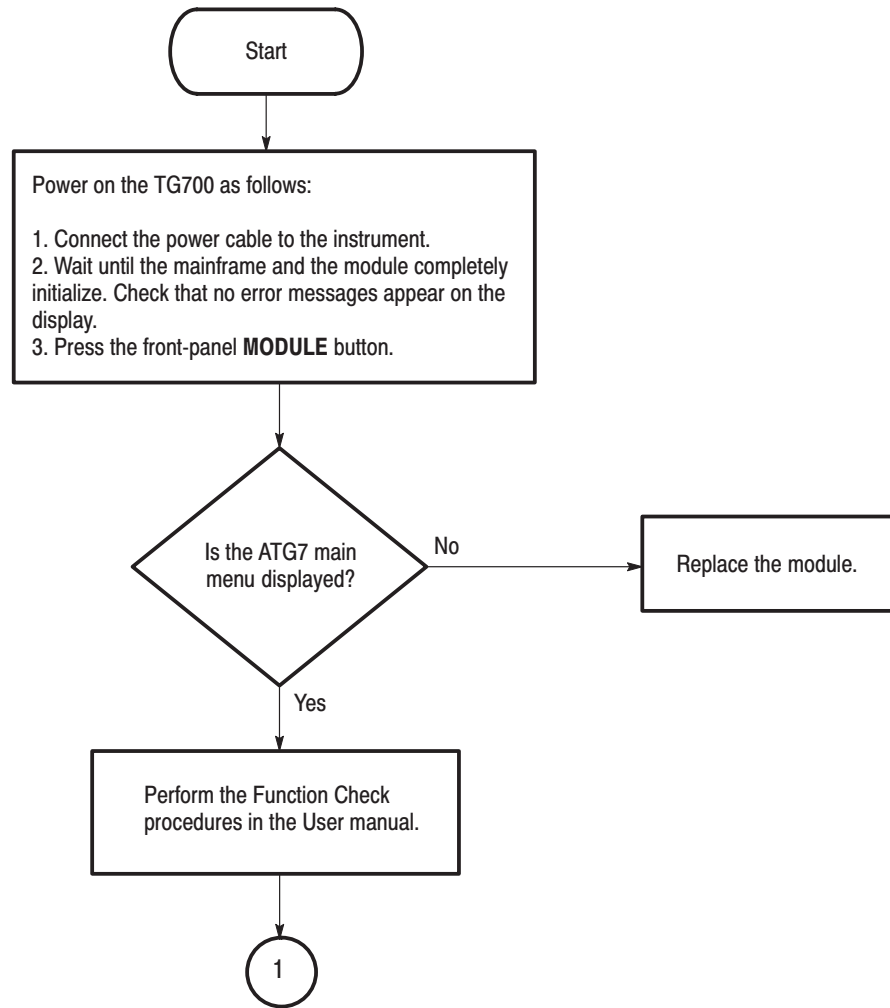 Start
Power on the TG700 as follows:
1. Connect the power cable to the instrument.
2. Wait until the mainframe and the module completely
initialize. Check that no error messages appear on the
display.
3. Press the front-panel MODULE button.
Is the ATG7 main
menu displayed?
No
Replace the module.
Yes
Perform the Function Check
procedures in the User manual.
1